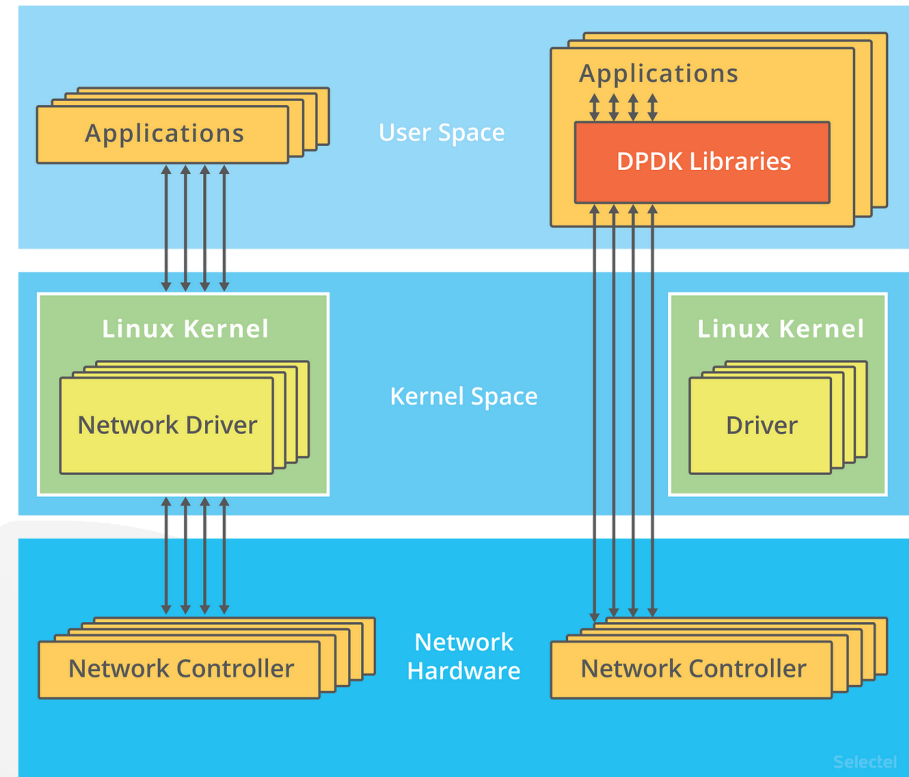 Applications
User Space
Applications
DPDK Libraries
Linux Kernel
Network Driver
Kernel Space
Linux Kernel
Driver
Network Controller
Network
Hardware
Network Controller
Selectel